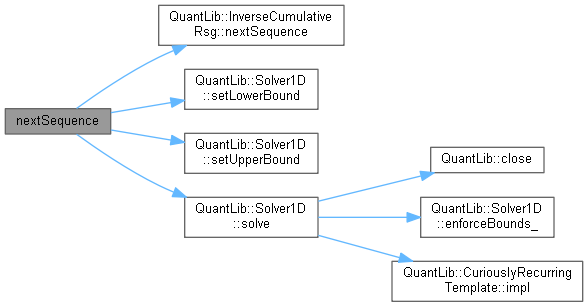 QuantLib::InverseCumulative
Rsg::nextSequence
QuantLib::Solver1D
::setLowerBound
nextSequence
QuantLib::Solver1D
::setUpperBound
QuantLib::Solver1D
::solve
QuantLib::close
QuantLib::Solver1D
::enforceBounds_
QuantLib::CuriouslyRecurring
Template::impl